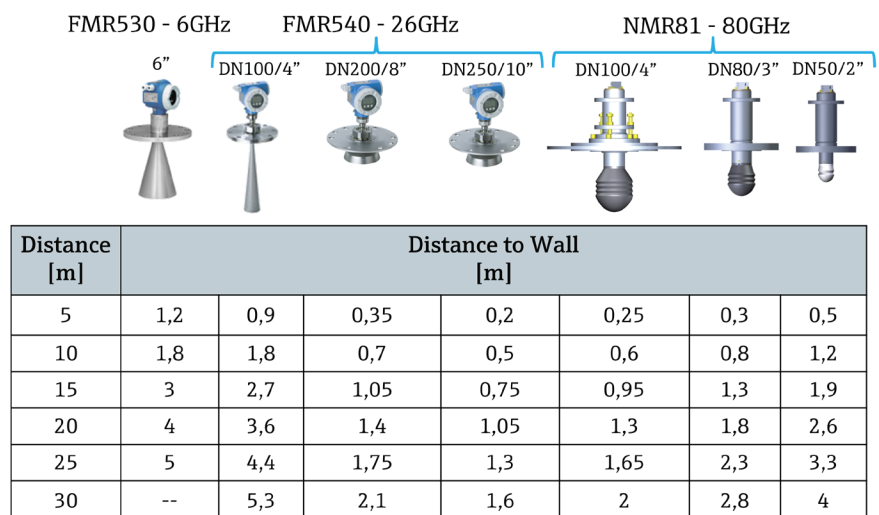 FMR530 - 6GHz FMR540 - 26GHz NMR81 - 80GHz
6” DN100/4” DN200/8” DN250/10” DN100/4” DN80/3” DN50/2”
Distance [m] Distance to Wall [m]
5 1,2 0,9 0,35 0,2 0,25 0,3 0,5
10 1,8 1,8 0,7 0,5 0,6 0,8 1,2
15 3 2,7 1,05 0,75 0,95 1,3 1,9
20 4 3,6 1,4 1,05 1,3 1,8 2,6
25 5 4,4 1,75 1,3 1,65 2,3 3,3
30 -- 5,3 2,1 1,6 2 2,8 4